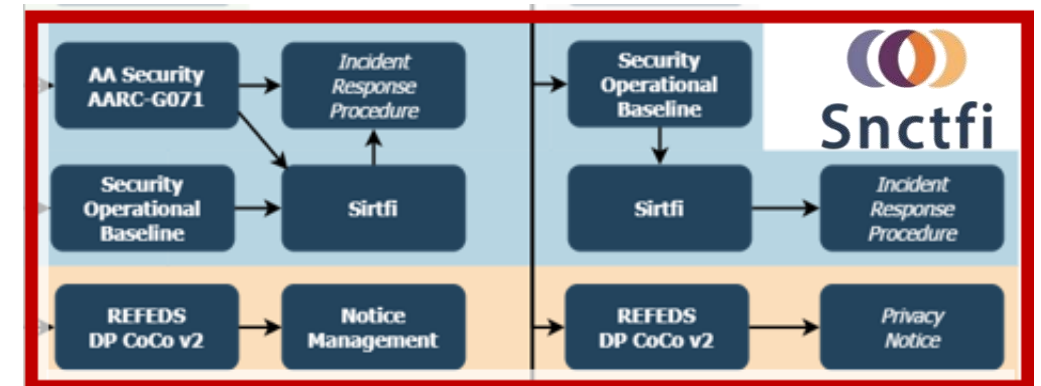 AA Security
AARC-G071
Incident
Response
Procedure
Security
Operational
Baseline
Snctfi
Security
Operational
Baseline
Sirtfi
Sirtfi
Incident
Response
Procedure
REFEDS
DP CoCo v2
Notice
Management
REFEDS
DP CoCo v2
Privacy
Notice